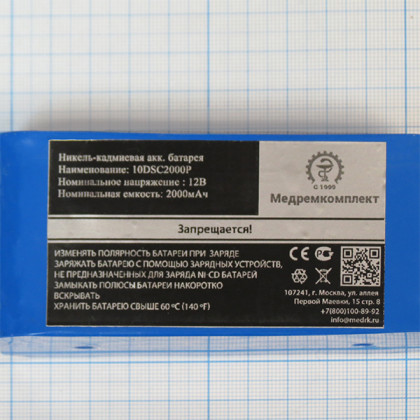 Никель-кадмиевая акк. батарея
Наименование: 10DSC2000P
Номинальное напряжение : 12В
Номинальная емкость: 2000мАч
С 1995
Медремкомплект
Запрещается!
ИЗМЕНЯТЬ ПОЛЯРНОСТЬ БАТАРЕИ ПРИ ЗАРЯДЕ
ЗАРЯЖАТЬ БАТАРЕЮ С ПОМОЩЬЮ ЗАРЯДНЫХ УСТРОЙСТВ,
НЕ ПРЕДНАЗНАЧЕННЫХ ДЛЯ ЗАРЯДА NI-CD БАТАРЕЙ
ЗАМЫКАТЬ ПОЛЮСЫ БАТАРЕИ НАКОРОТКО
ВСКРЫВАТЬ
ХРАНИТЬ БАТАРЕЮ СВЫШЕ 60 °C (140 °F)
CE РСТ
107241, г. Москва, ул. аллея
Первой Маевки, 15 стр. 8
+7(800)100-89-92
info@medrk.ru